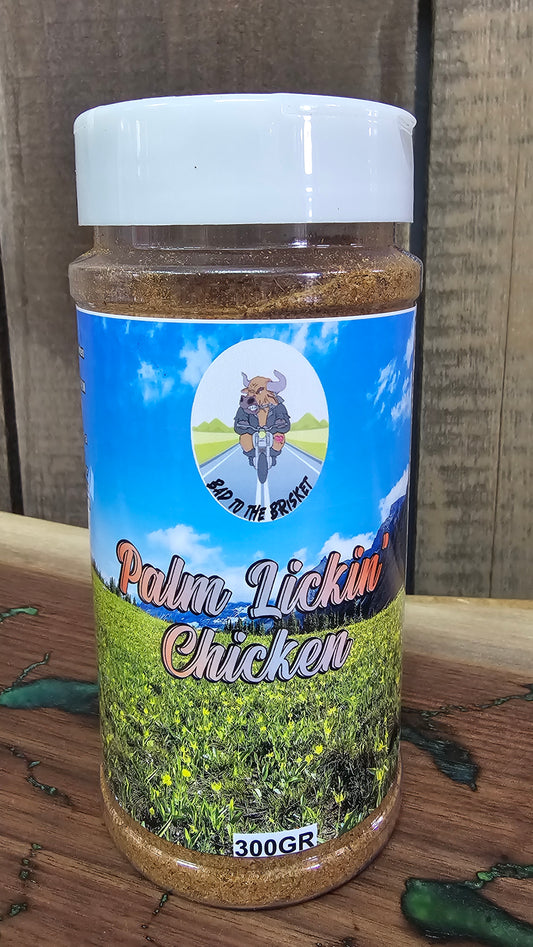 BAD TO THE BRISKET
Palm Lickin'
Chicken
300GR